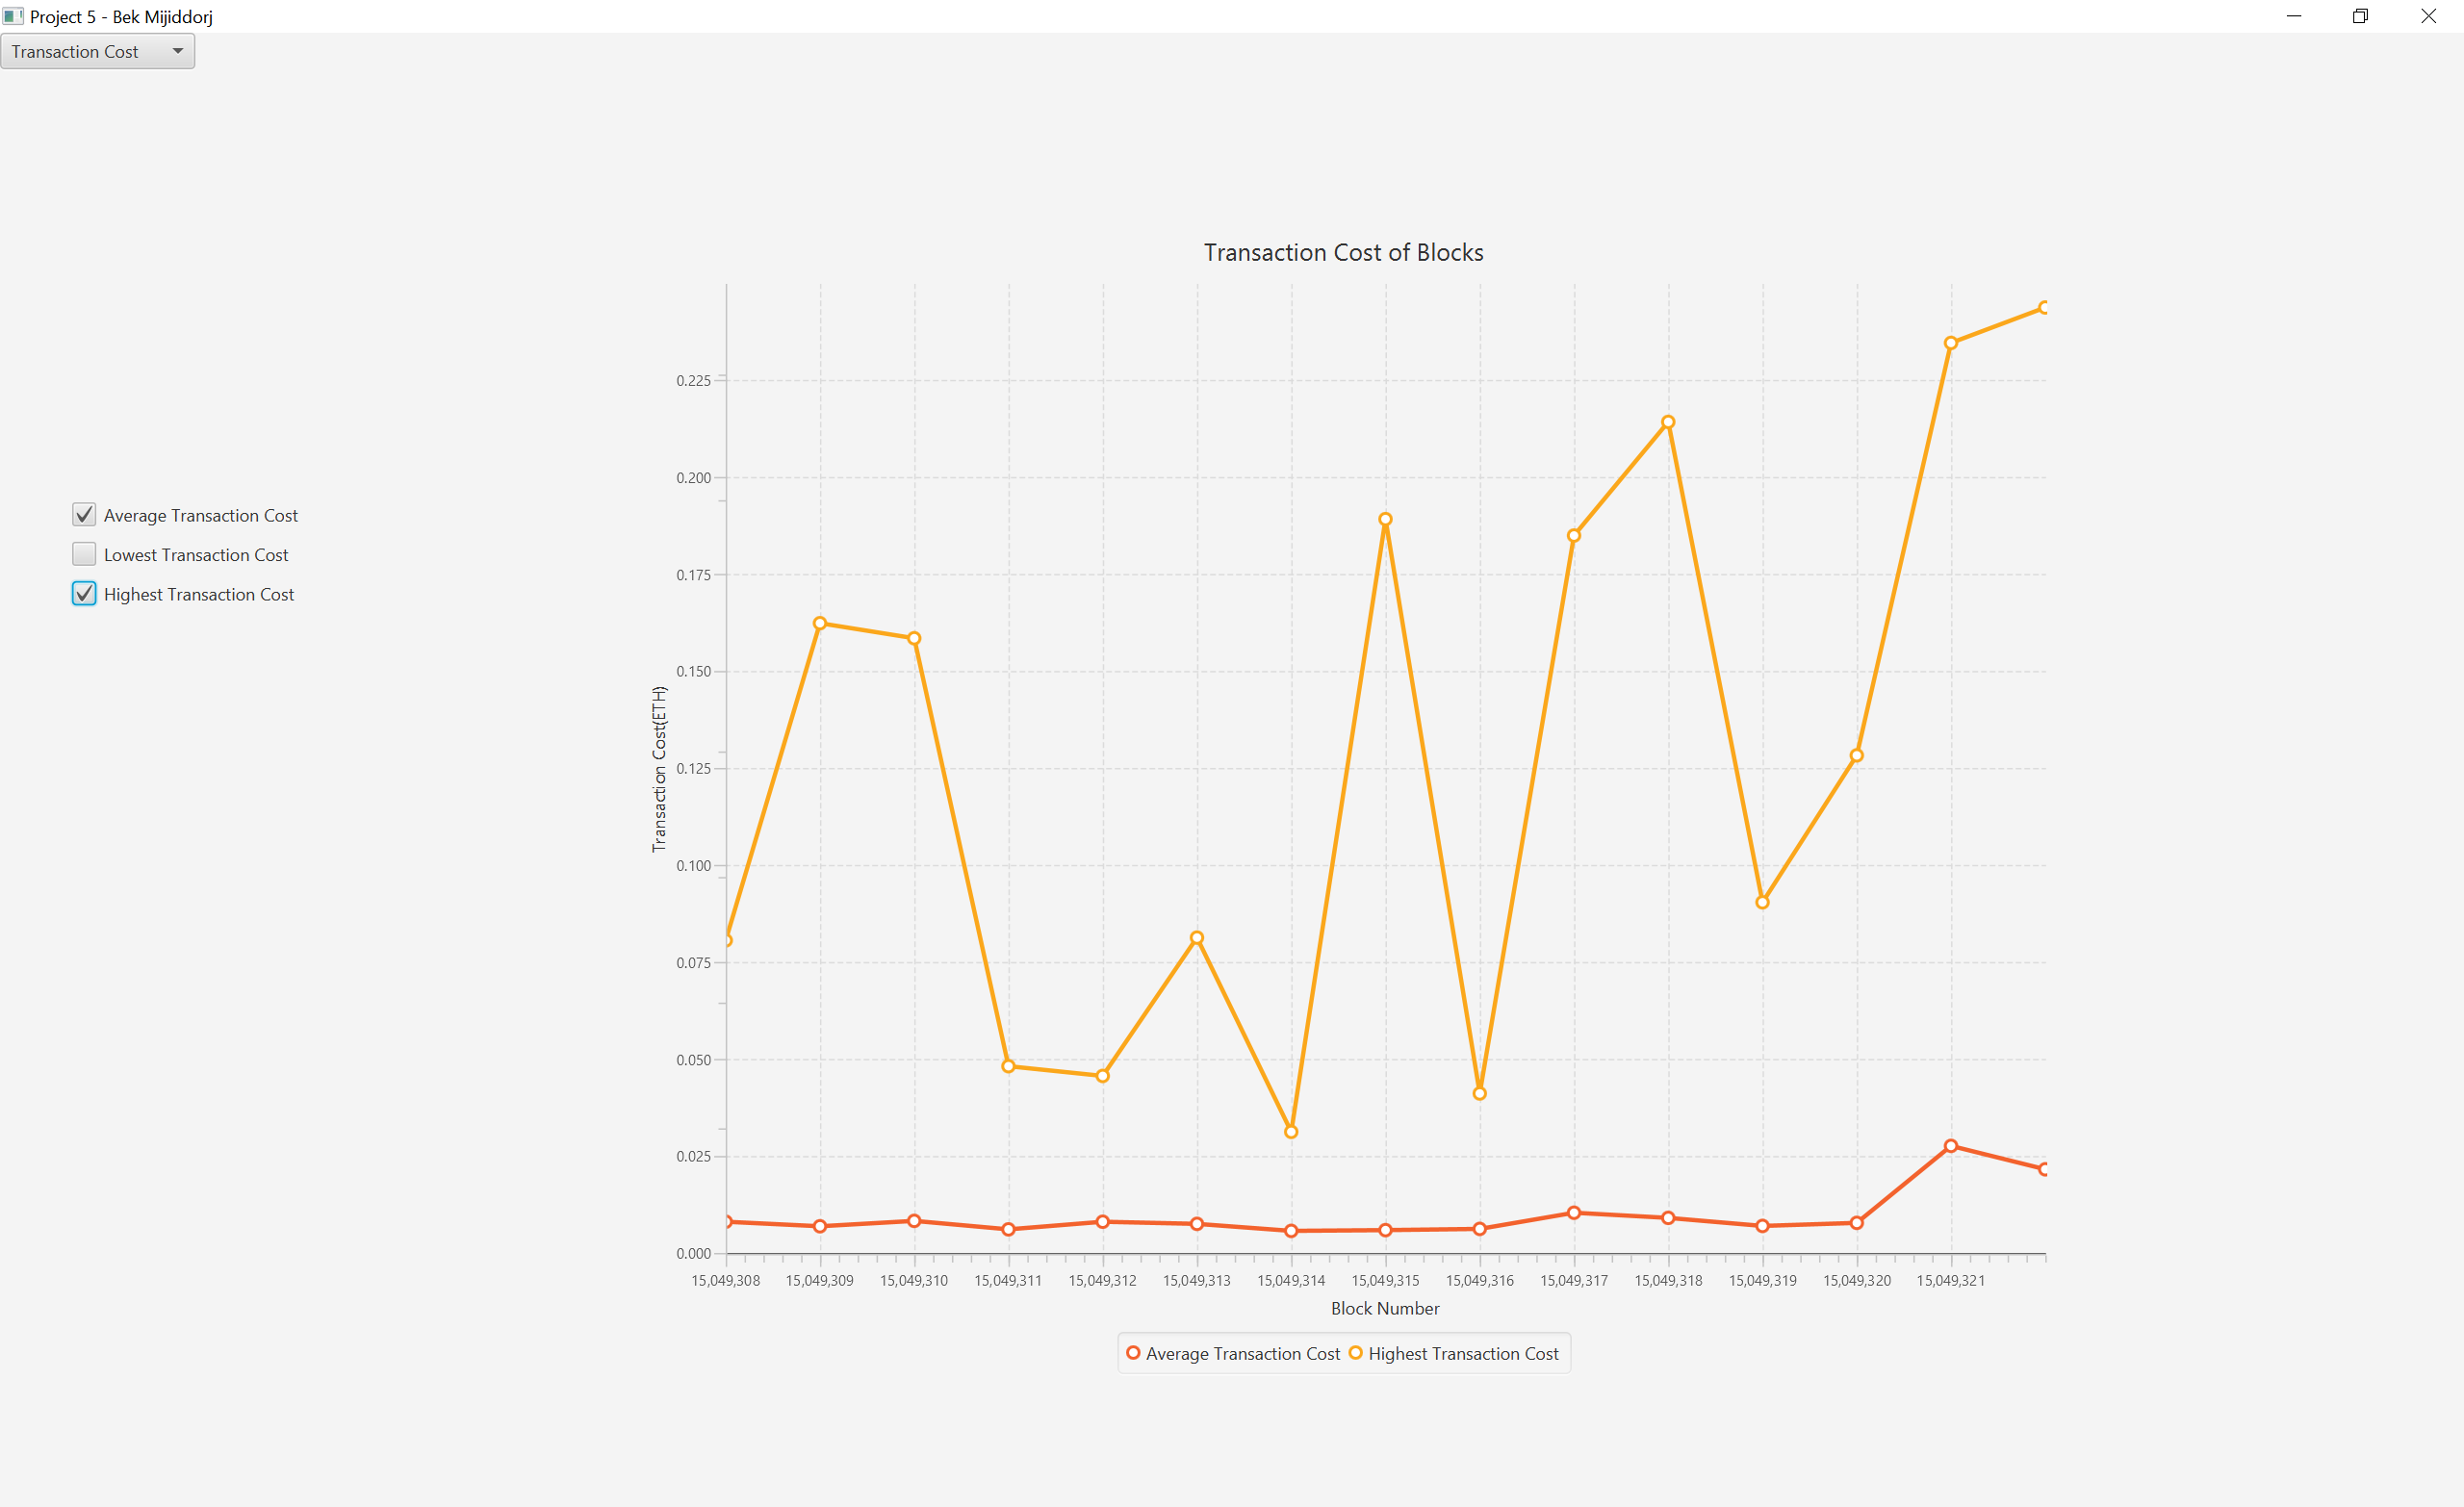 Project 5 - Bek Mijiddorj
Transaction Cost
Average Transaction Cost
Lowest Transaction Cost
Highest Transaction Cost
Transaction Cost of Blocks
Transaction Cost(ETH)
0.225
0.200
0.175
0.150
0.125
0.100
0.075
0.050
0.025
0.000
15,049,308 15,049,309 15,049,310 15,049,311 15,049,312 15,049,313 15,049,314 15,049,315 15,049,316 15,049,317 15,049,318 15,049,319 15,049,320 15,049,321
Block Number
Average Transaction Cost Highest Transaction Cost